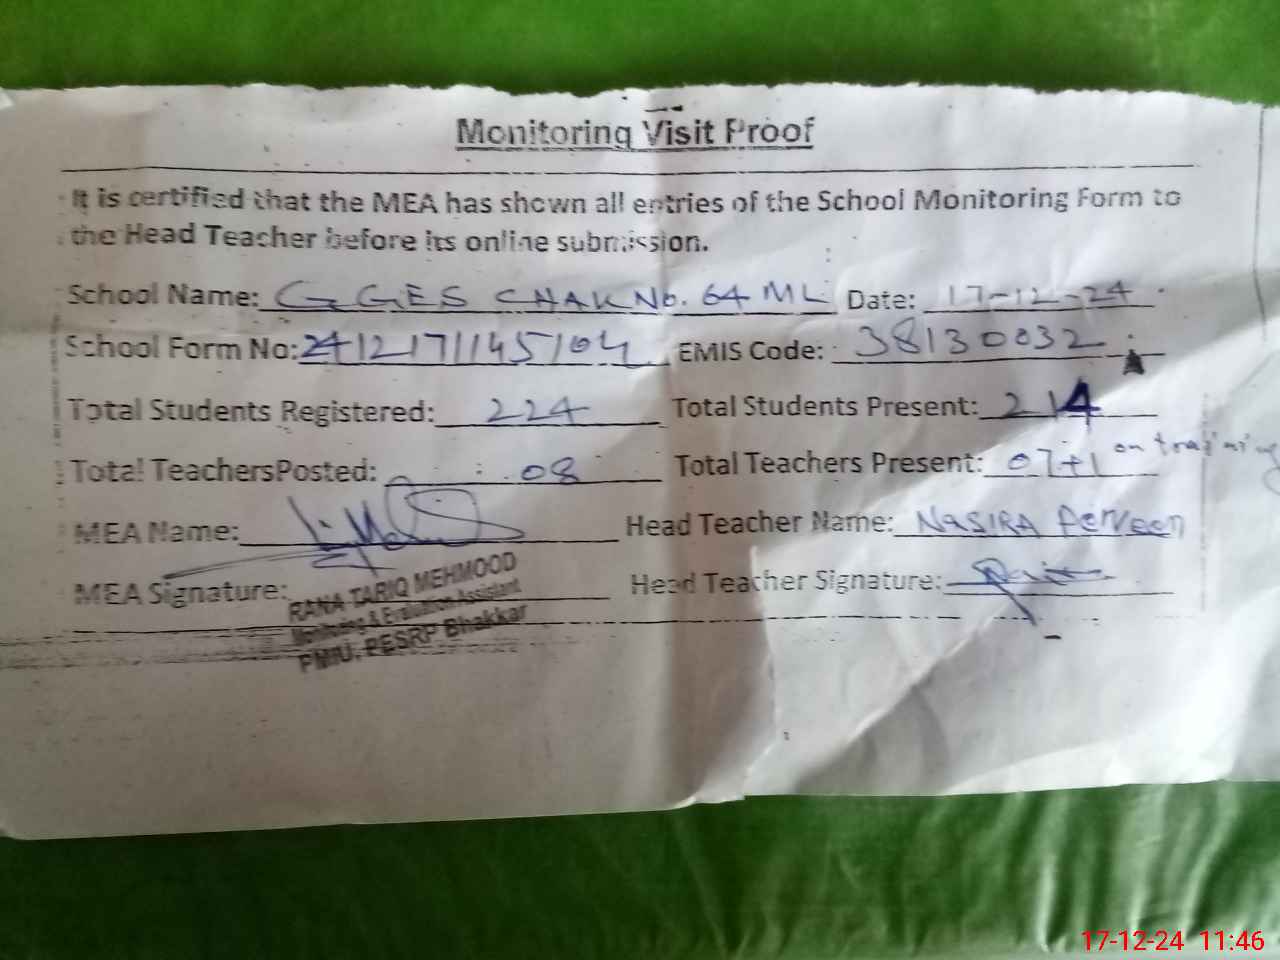 Monitoring Visit Proof
It is certified that the MEA has shown all entries of the School Monitoring Form to
the Head Teacher before its online submission.
School Name: GGES CHAK No. 64 ML Date: 17-12-24
School Form No: 2412171145104 EMIS Code: 38130032
Total Students Registered: 224 Total Students Present: 214
Total TeachersPosted: 08 Total Teachers Present: 07+1 on training
MEA Name: Head Teacher Name: NASIRA Perveen
MEA Signature: Head Teacher Signature:
RANA TARIQ MEHMOOD
Monitoring & Evaluation Assistant
PMIU, PESRP Bhakkar
17-12-24 11:46